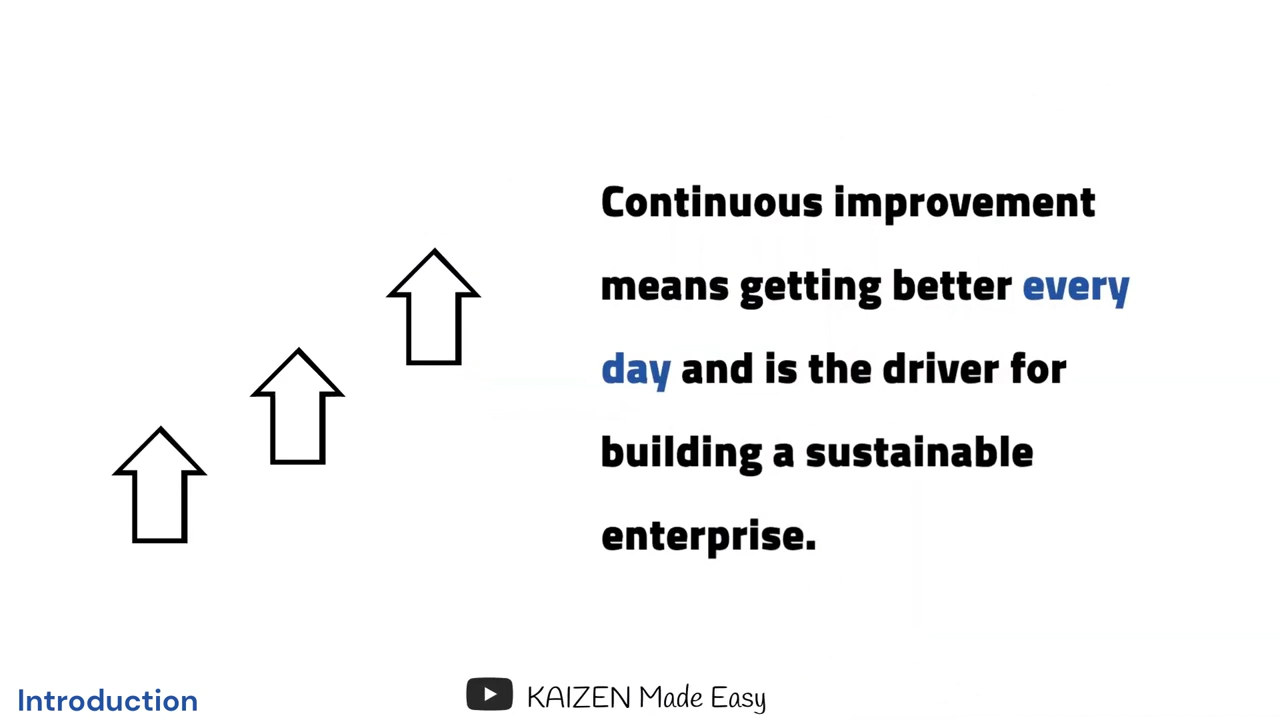 Continuous improvement
means getting better every
day and is the driver for
building a sustainable
enterprise.
Introduction
KAIZEN Made Easy